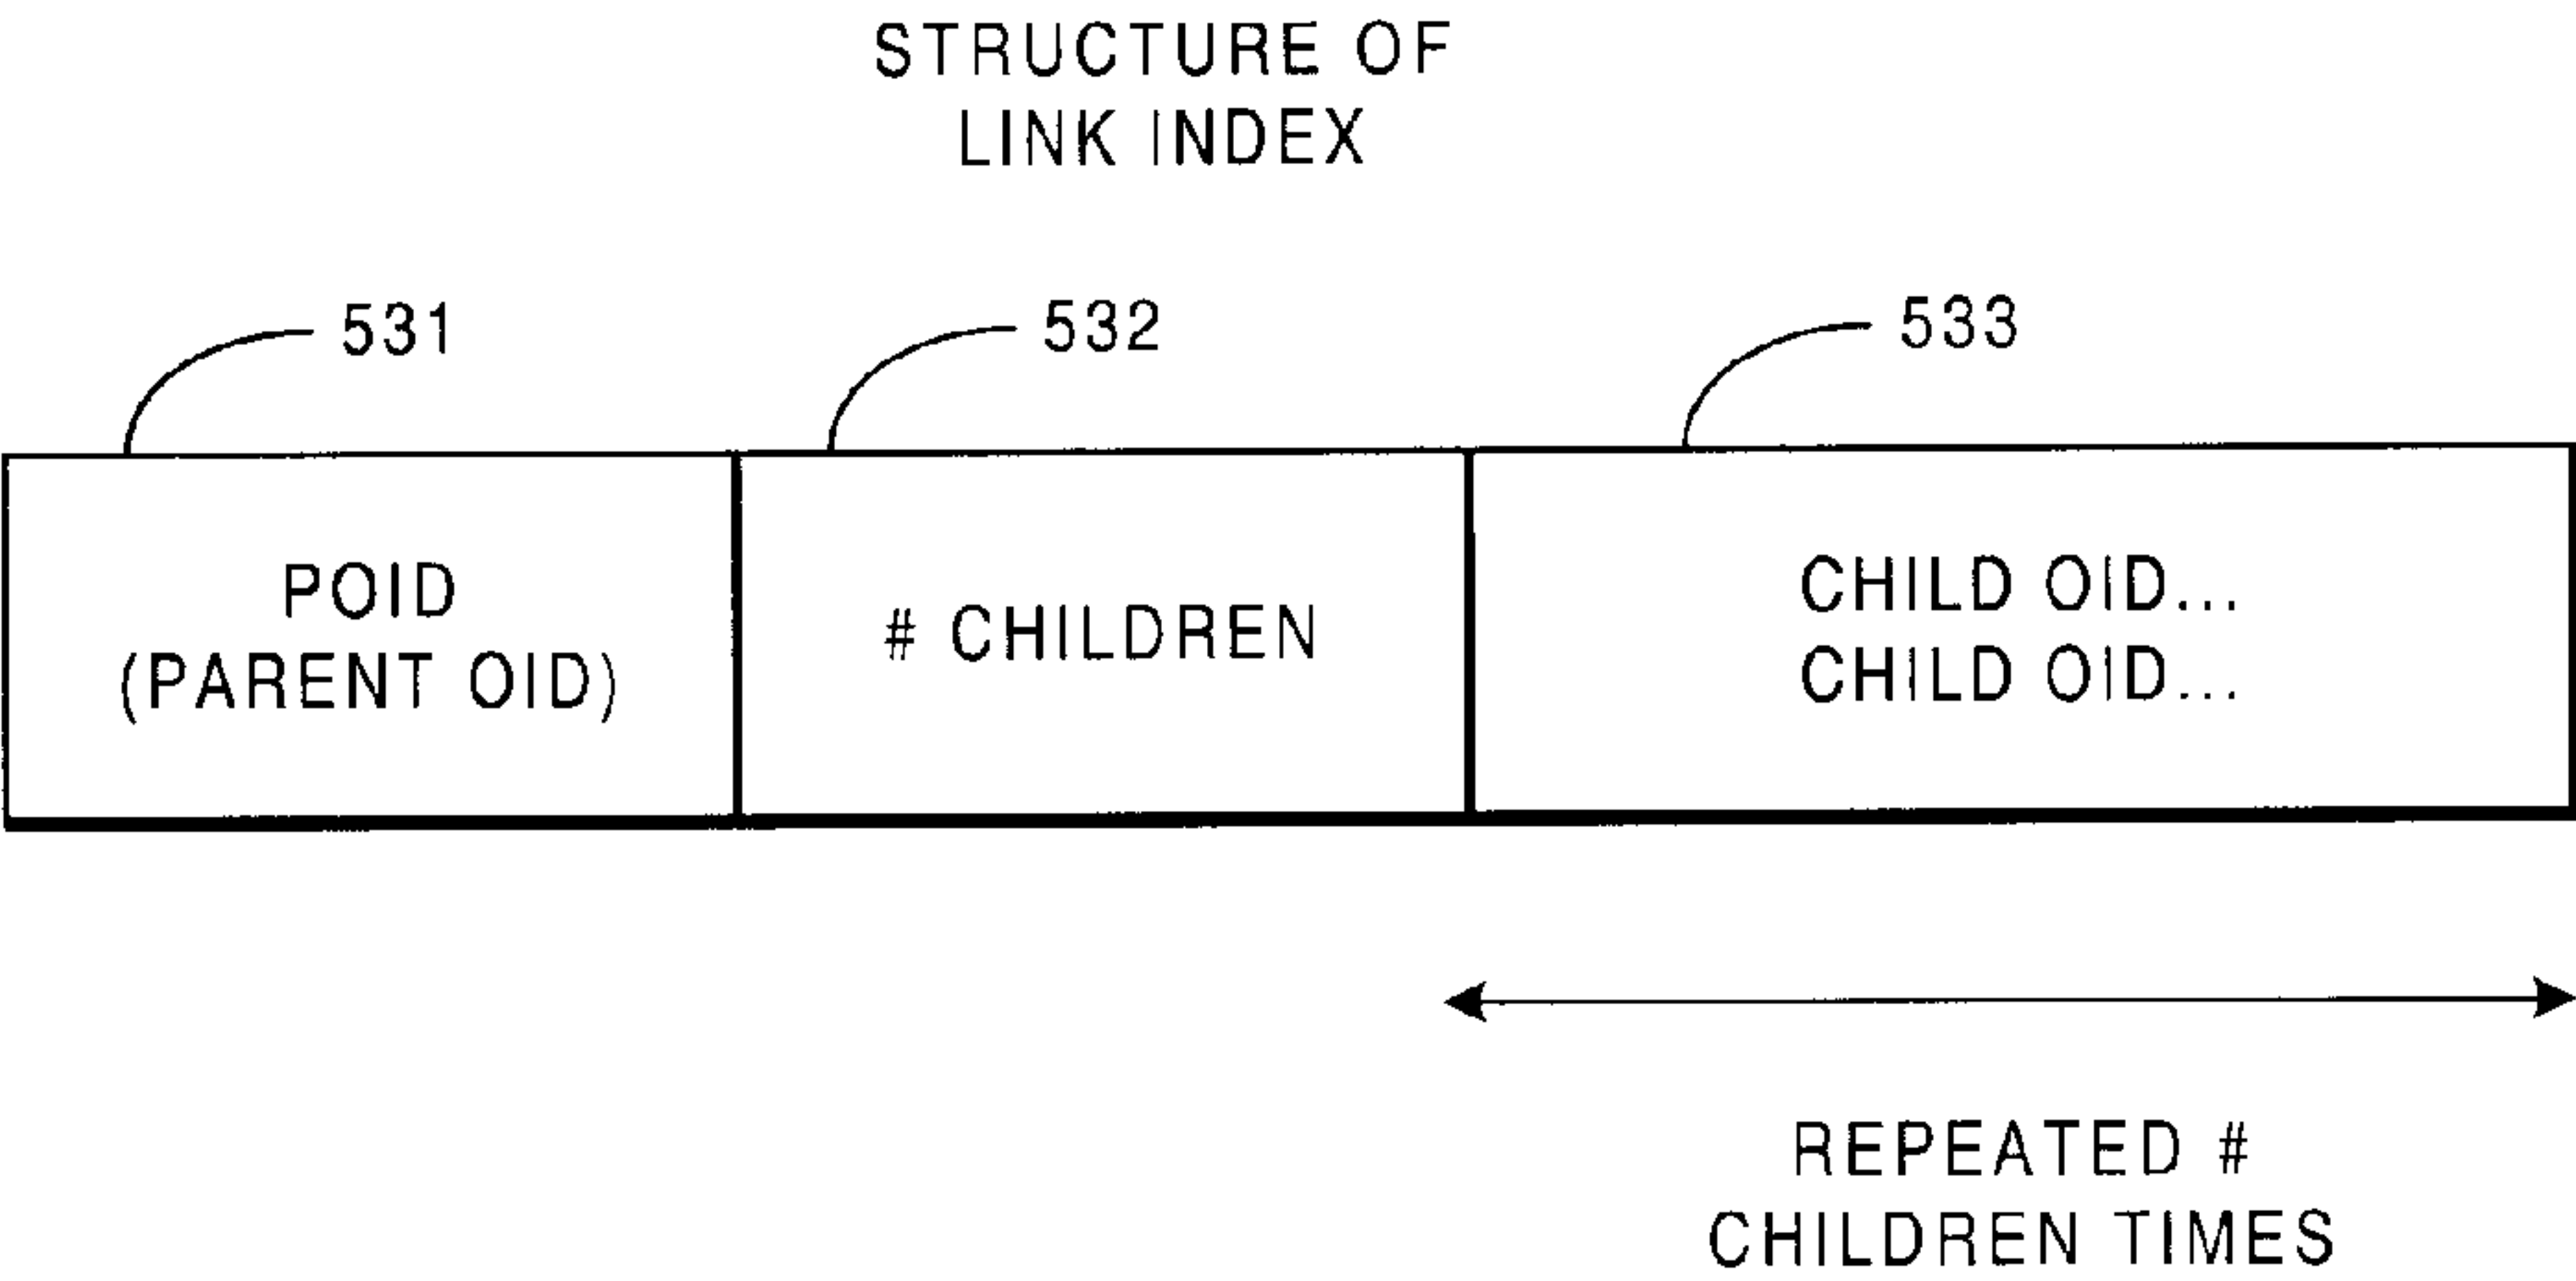 STRUCTURE OF
LINK INDEX
531
532
533
POID
(PARENT OID)
# CHILDREN
CHILD OID...
CHILD OID...
REPEATED #
CHILDREN TIMES